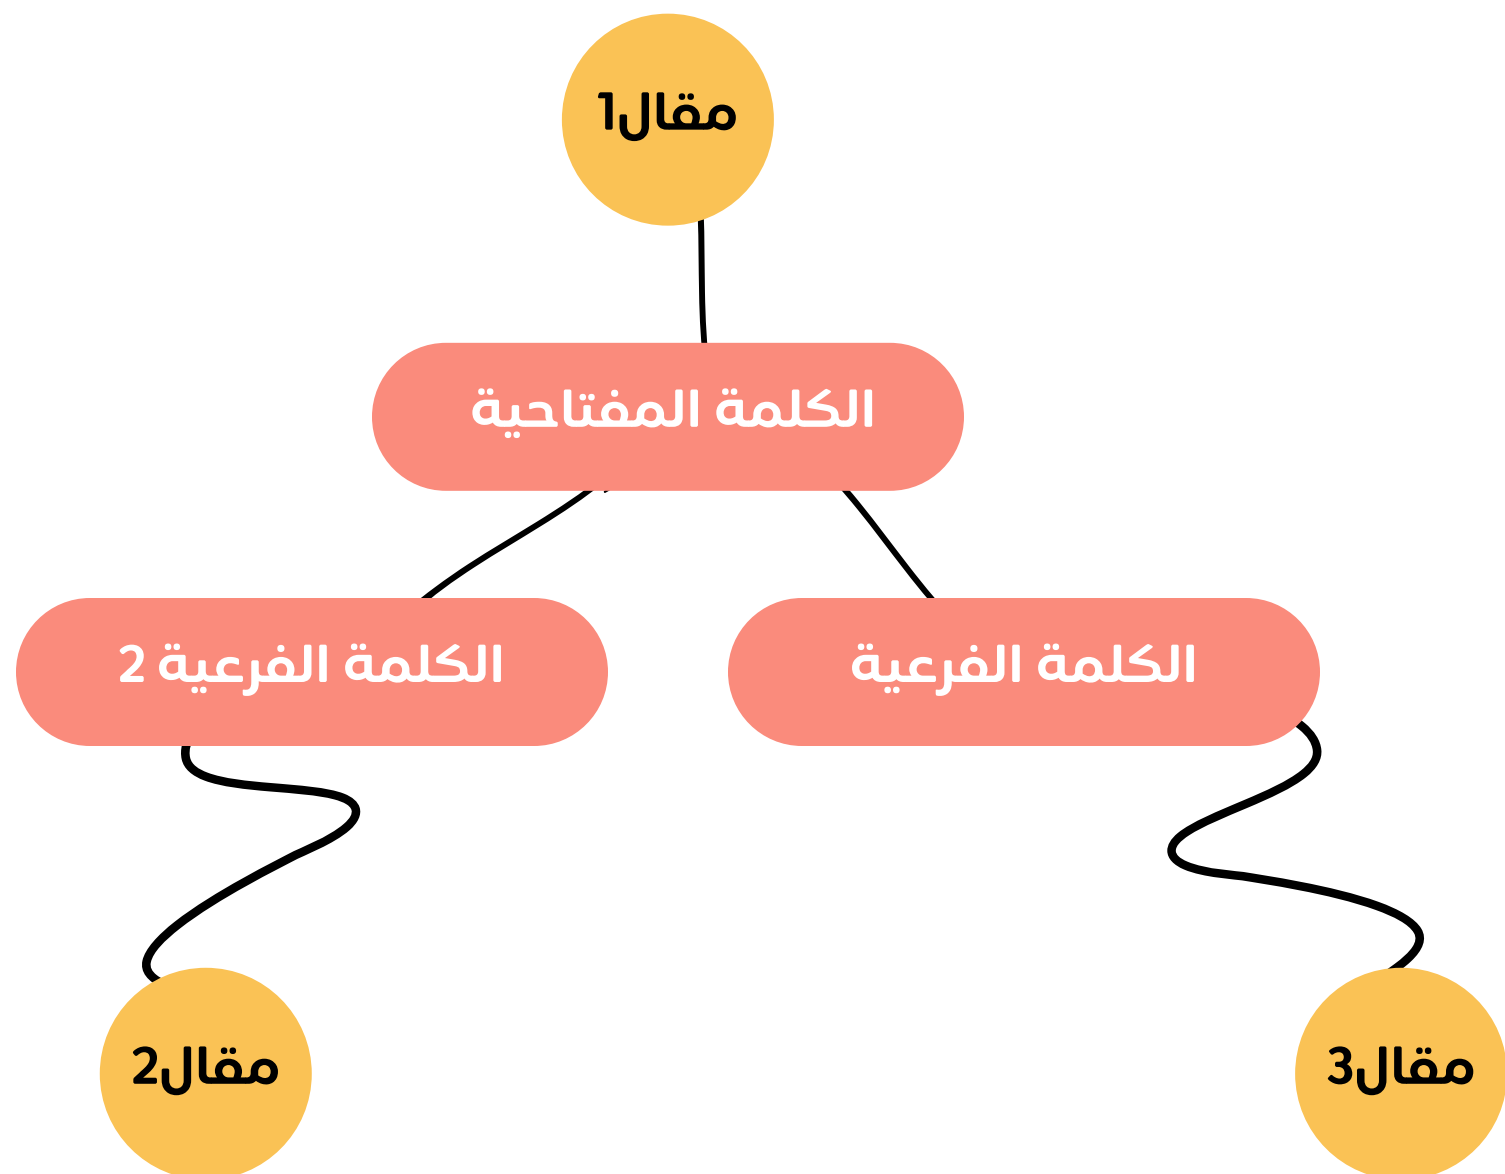 مقال1
الكلمة المفتاحية
الكلمة الفرعية
الكلمة الفرعية 2
مقال2
مقال3